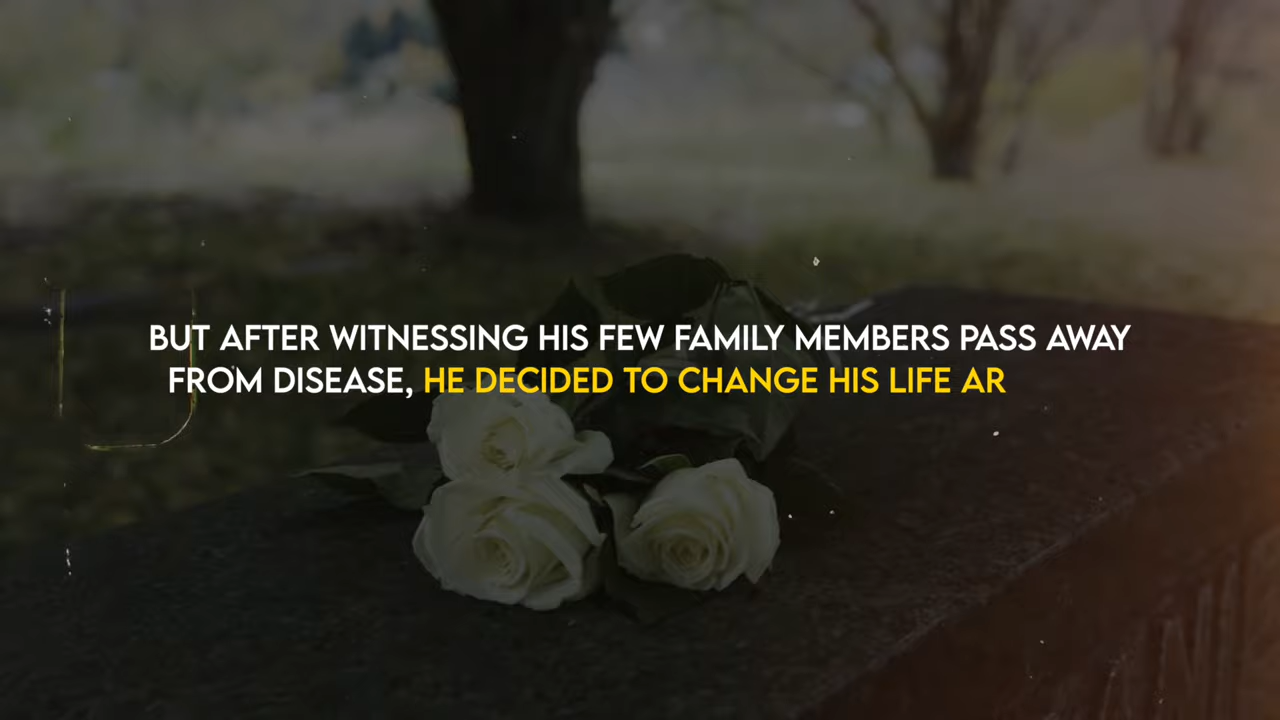 BUT AFTER WITNESSING HIS FEW FAMILY MEMBERS PASS AWAY
FROM DISEASE, HE DECIDED TO CHANGE HIS LIFE AR